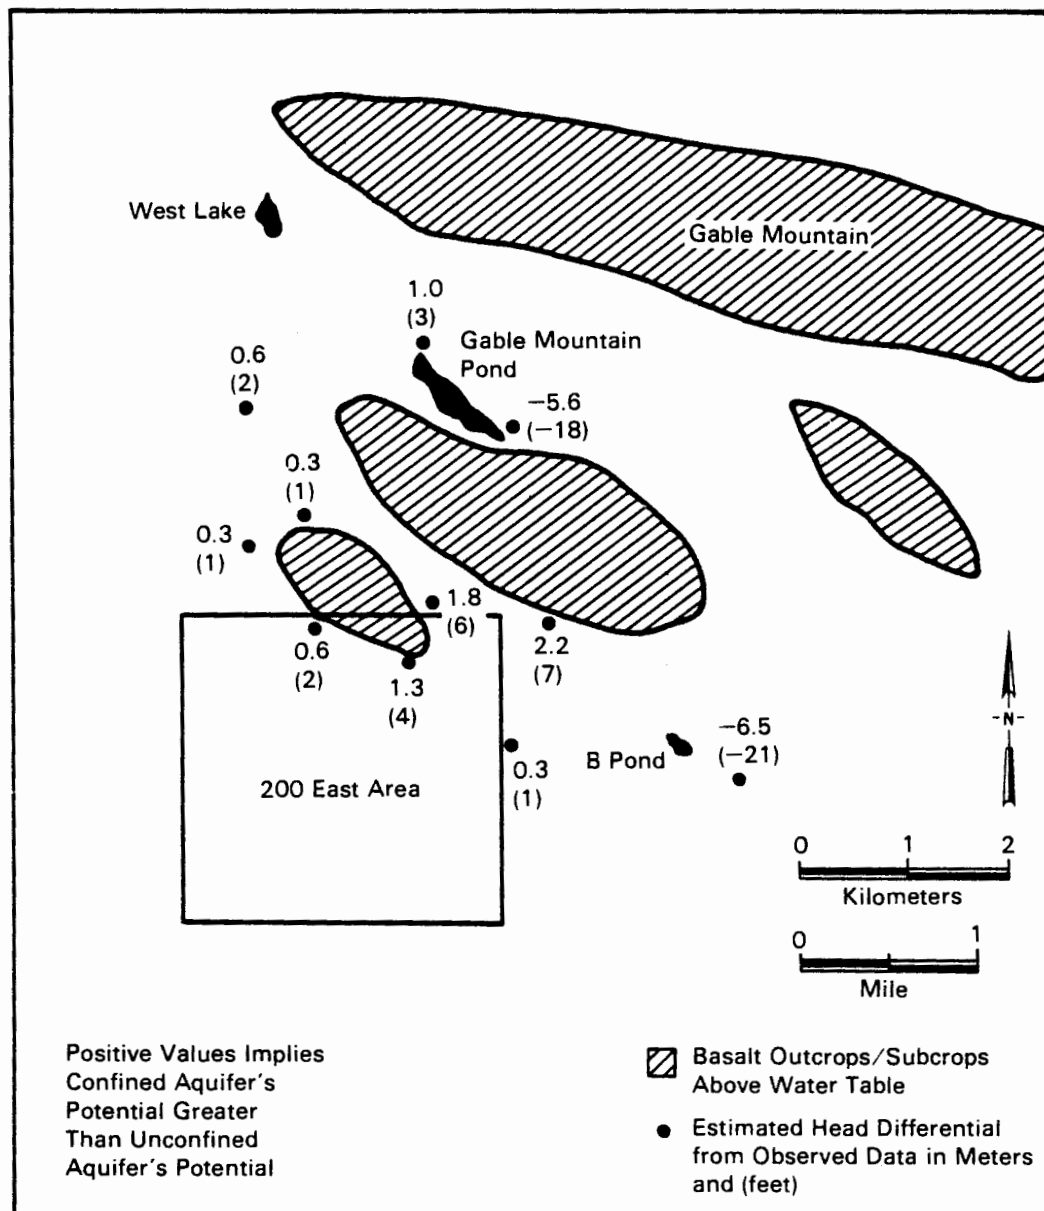 West Lake
Gable Mountain
1.0
(3)
Gable Mountain
Pond
0.6
(2)
−5.6
(−18)
0.3
(1)
0.3
(1)
1.8
(6)
0.6
(2)
2.2
(7)
1.3
(4)
−6.5
(−21)
B Pond
0.3
(1)
200 East Area
-N-
0 1 2
Kilometers
0 1
Mile
Positive Values Implies
Confined Aquifer's
Potential Greater
Than Unconfined
Aquifer's Potential
Basalt Outcrops/Subcrops
Above Water Table
Estimated Head Differential
from Observed Data in Meters
and (feet)